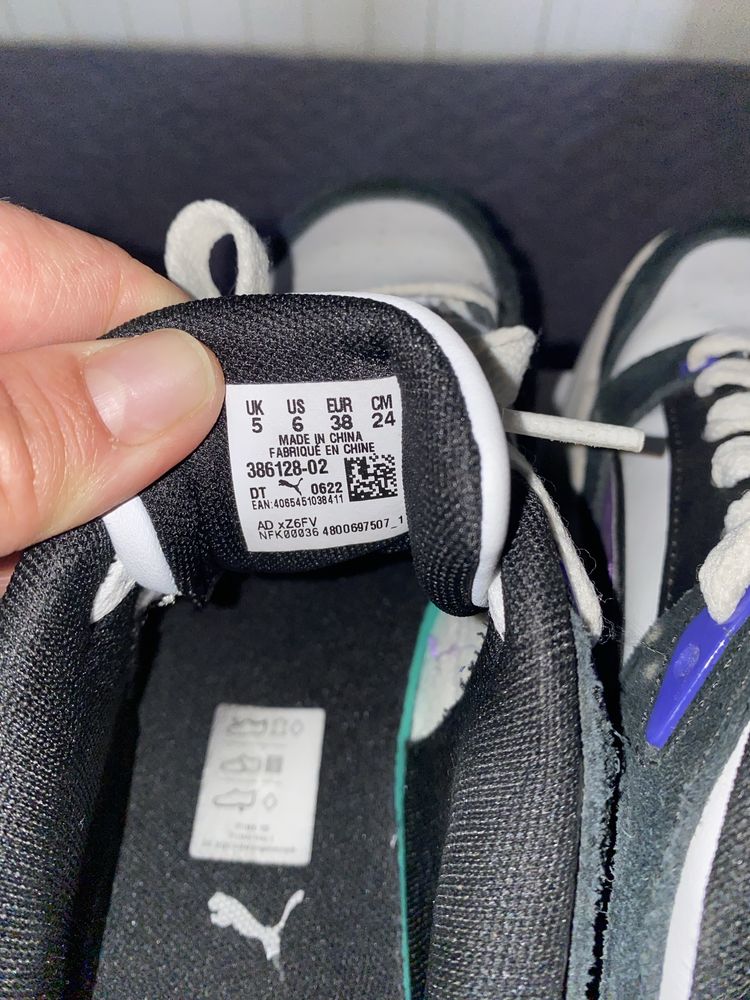 UK US EUR CM
5 6 38 24
MADE IN CHINA
FABRIQUÉ EN CHINE
386128-02
DT 0622
EAN:4065451038411
AD xZ6FV
NFK00036 4800697507_1